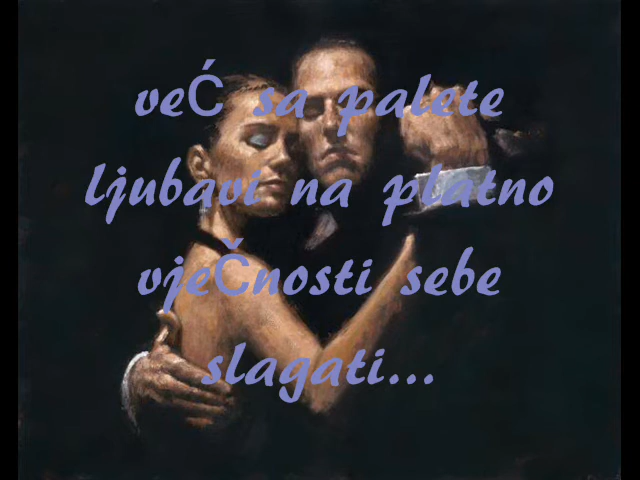 veĆ sa palete
ljubavi na platno
vjeČnosti sebe
slagati...